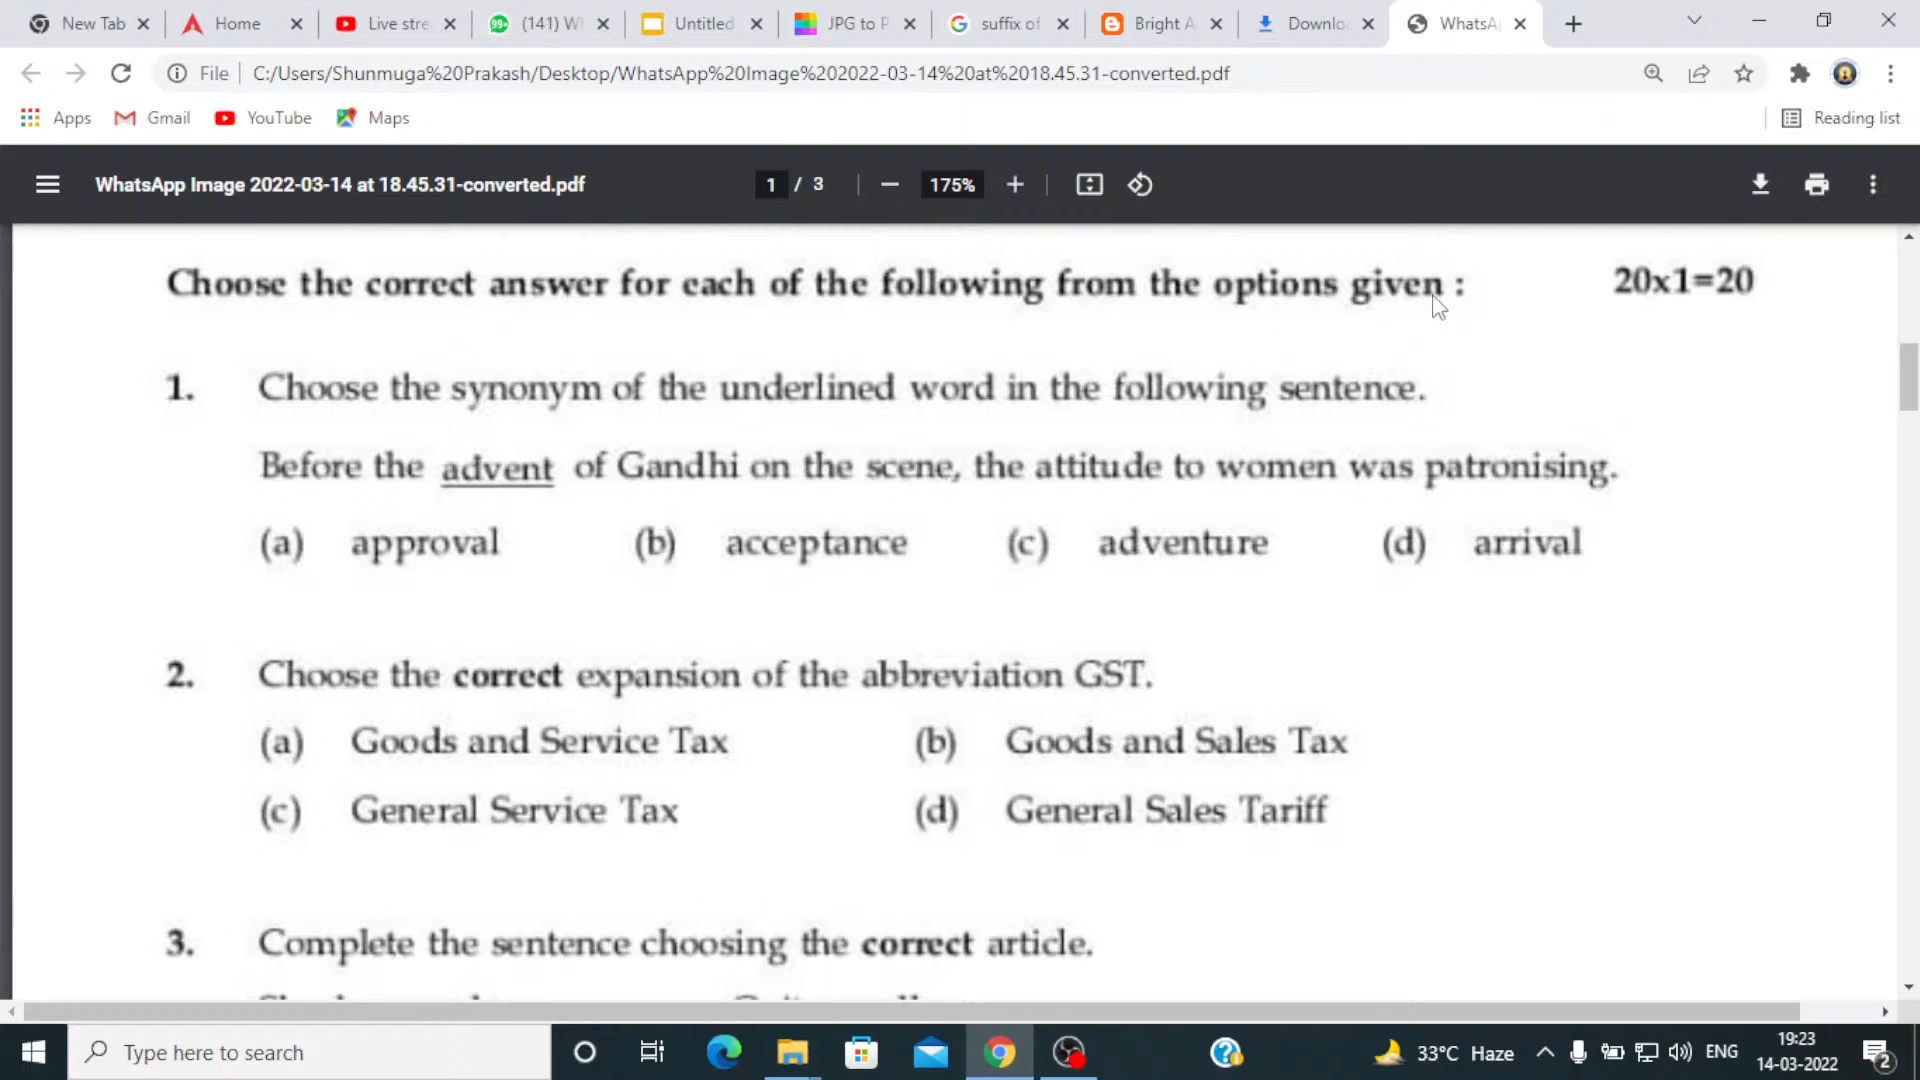 New Tab
Home
Live stre
(141) W
Untitled
JPG to P
suffix of
Bright A
Downlo
WhatsA
File
C:/Users/Shunmuga%20Prakash/Desktop/WhatsApp%20Image%202022-03-14%20at%2018.45.31-converted.pdf
Apps
Gmail
YouTube
Maps
Reading list
WhatsApp Image 2022-03-14 at 18.45.31-converted.pdf
1 / 3
175%
Choose the correct answer for each of the following from the options given : 20x1=20
1. Choose the synonym of the underlined word in the following sentence.
Before the advent of Gandhi on the scene, the attitude to women was patronising.
(a) approval (b) acceptance (c) adventure (d) arrival
2. Choose the correct expansion of the abbreviation GST.
(a) Goods and Service Tax (b) Goods and Sales Tax
(c) General Service Tax (d) General Sales Tariff
3. Complete the sentence choosing the correct article.
Type here to search
33°C Haze
ENG
19:23
14-03-2022
2